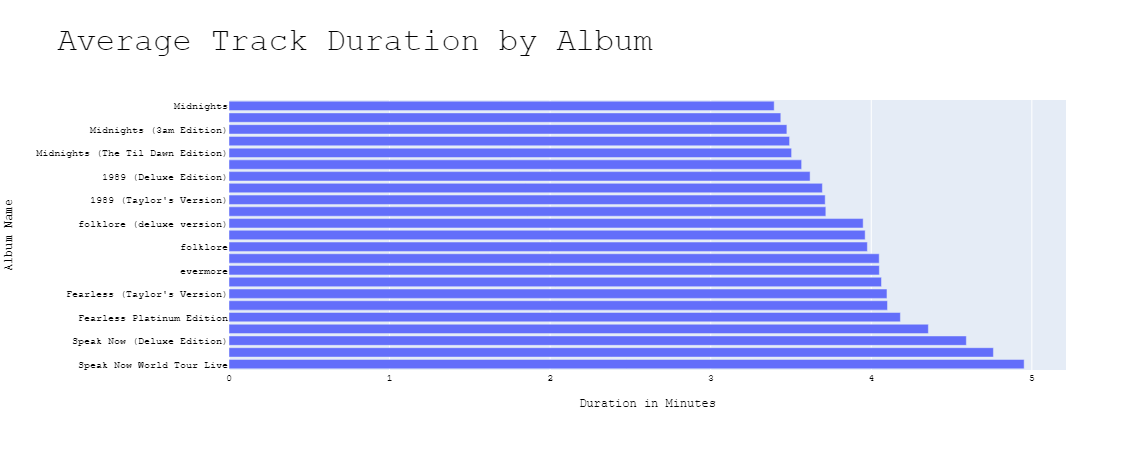 Average Track Duration by Album
Album Name
Midnights
Midnights (3am Edition)
Midnights (The Til Dawn Edition)
1989 (Deluxe Edition)
1989 (Taylor's Version)
folklore (deluxe version)
folklore
evermore
Fearless (Taylor's Version)
Fearless Platinum Edition
Speak Now (Deluxe Edition)
Speak Now World Tour Live
0 1 2 3 4 5
Duration in Minutes